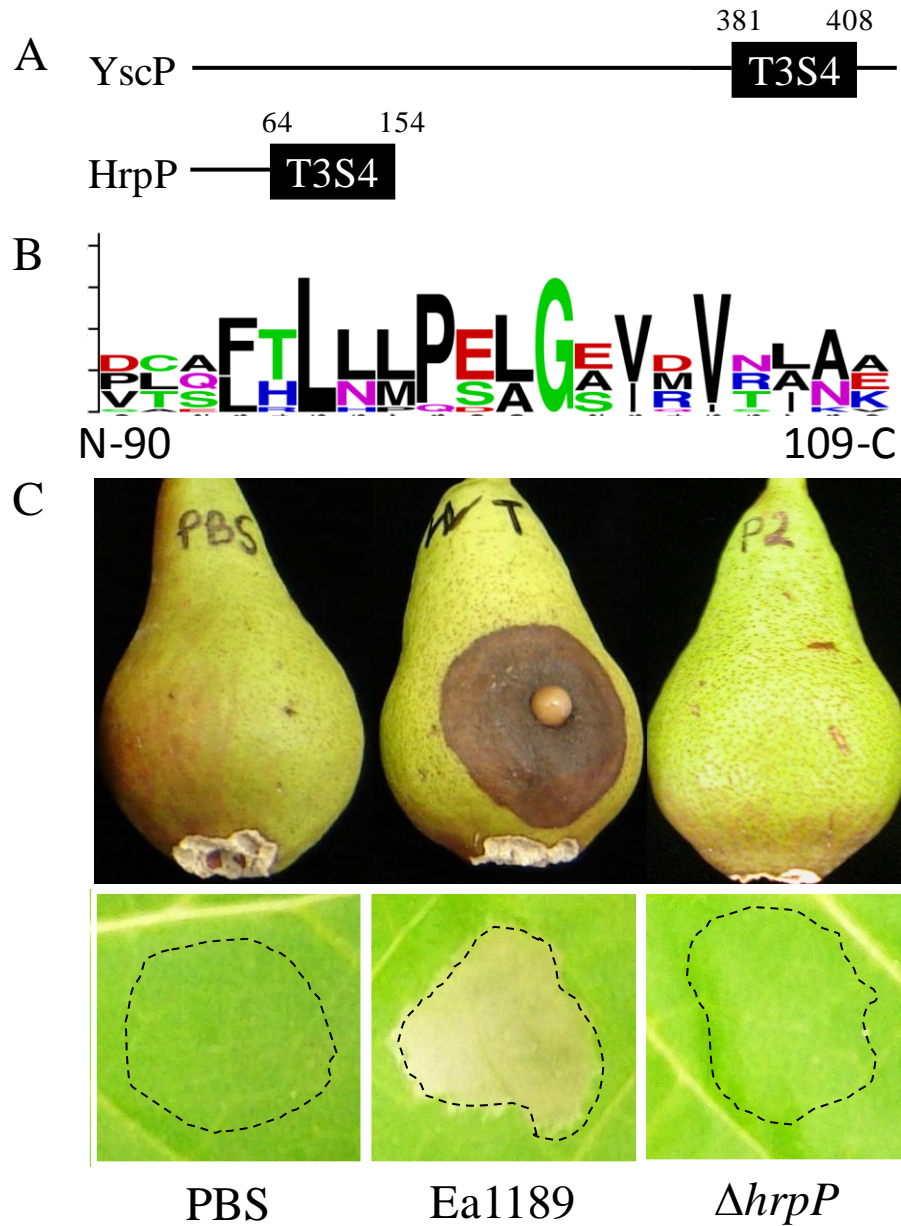 A
381 408
YscP T3S4
64 154
HrpP T3S4
B
N-90 109-C
C
PBS WT P2
PBS Ea1189 ΔhrpP